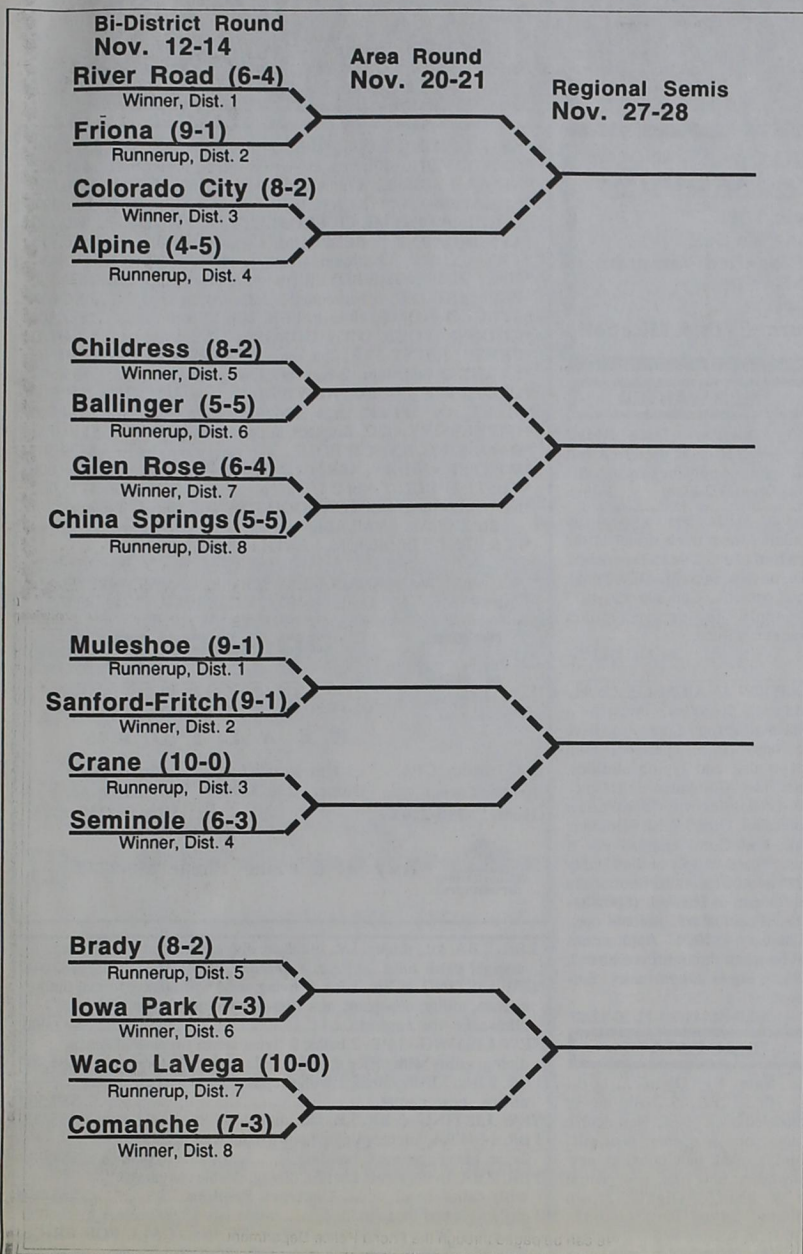 Bi-District Round
Nov. 12-14
Area Round
Nov. 20-21
Regional Semis
Nov. 27-28
River Road (6-4)
Winner, Dist. 1
Friona (9-1)
Runnerup, Dist. 2
Colorado City (8-2)
Winner, Dist. 3
Alpine (4-5)
Runnerup, Dist. 4
Childress (8-2)
Winner, Dist. 5
Ballinger (5-5)
Runnerup, Dist. 6
Glen Rose (6-4)
Winner, Dist. 7
China Springs (5-5)
Runnerup, Dist. 8
Muleshoe (9-1)
Runnerup, Dist. 1
Sanford-Fritch (9-1)
Winner, Dist. 2
Crane (10-0)
Runnerup, Dist. 3
Seminole (6-3)
Winner, Dist. 4
Brady (8-2)
Runnerup, Dist. 5
Iowa Park (7-3)
Winner, Dist. 6
Waco LaVega (10-0)
Runnerup, Dist. 7
Comanche (7-3)
Winner, Dist. 8